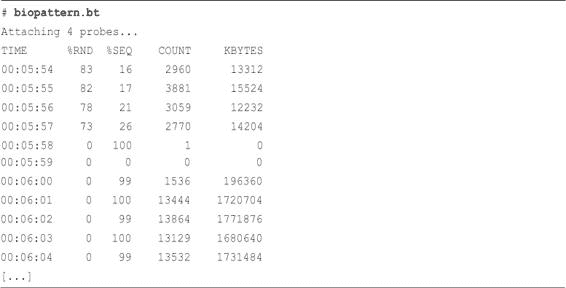 # biopattern.bt
Attaching 4 probes...
TIME %RND %SEQ COUNT KBYTES
00:05:54 83 16 2960 13312
00:05:55 82 17 3881 15524
00:05:56 78 21 3059 12232
00:05:57 73 26 2770 14204
00:05:58 0 100 1 0
00:05:59 0 0 0 0
00:06:00 0 99 1536 196360
00:06:01 0 100 13444 1720704
00:06:02 0 99 13864 1771876
00:06:03 0 100 13129 1680640
00:06:04 0 99 13532 1731484
[...]